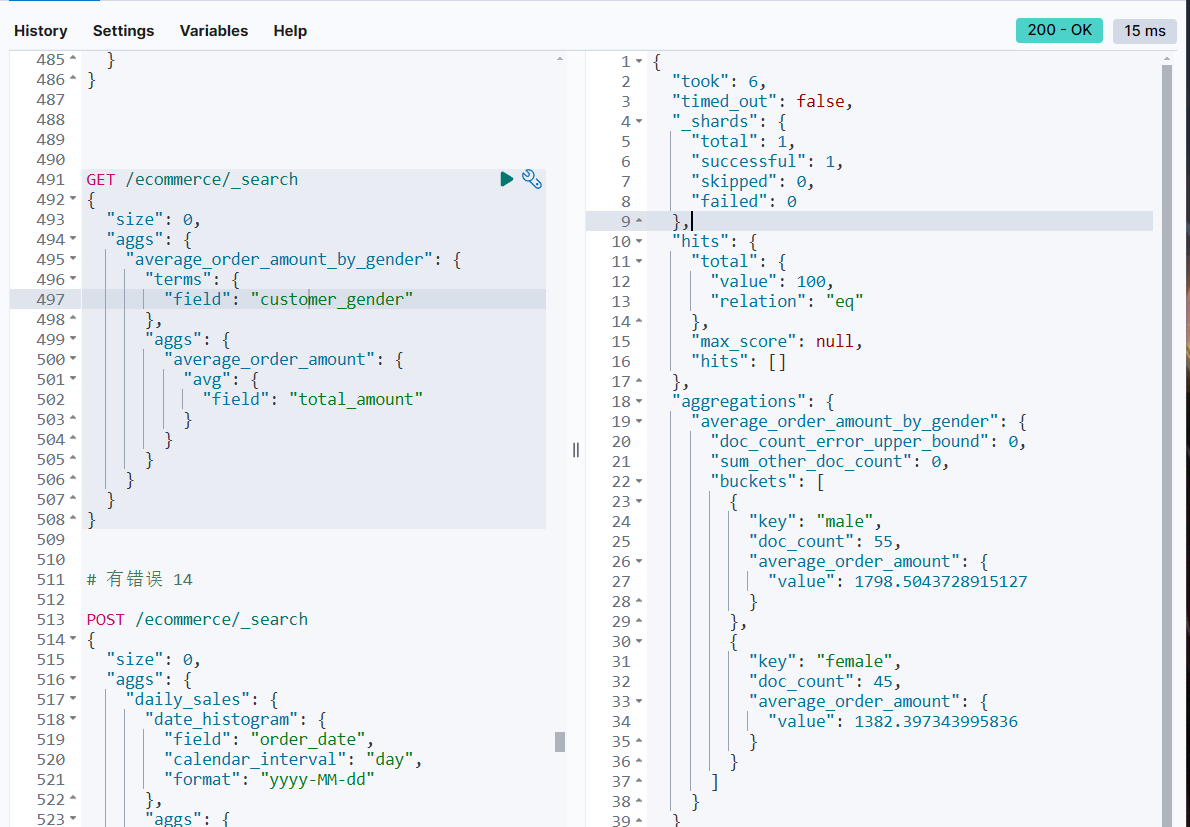 History Settings Variables Help
200 - OK 15 ms
485 }
486 }
487
488
489
490
491 GET /ecommerce/_search
492 {
493 "size": 0,
494 "aggs": {
495 "average_order_amount_by_gender": {
496 "terms": {
497 "field": "customer_gender"
498 },
499 "aggs": {
500 "average_order_amount": {
501 "avg": {
502 "field": "total_amount"
503 }
504 }
505 }
506 }
507 }
508 }
509
510
511 # 有错误 14
512
513 POST /ecommerce/_search
514 {
515 "size": 0,
516 "aggs": {
517 "daily_sales": {
518 "date_histogram": {
519 "field": "order_date",
520 "calendar_interval": "day",
521 "format": "yyyy-MM-dd"
522 },
523 "aggs": {
1 {
2 "took": 6,
3 "timed_out": false,
4 "_shards": {
5 "total": 1,
6 "successful": 1,
7 "skipped": 0,
8 "failed": 0
9 },
10 "hits": {
11 "total": {
12 "value": 100,
13 "relation": "eq"
14 },
15 "max_score": null,
16 "hits": []
17 },
18 "aggregations": {
19 "average_order_amount_by_gender": {
20 "doc_count_error_upper_bound": 0,
21 "sum_other_doc_count": 0,
22 "buckets": [
23 {
24 "key": "male",
25 "doc_count": 55,
26 "average_order_amount": {
27 "value": 1798.5043728915127
28 }
29 },
30 {
31 "key": "female",
32 "doc_count": 45,
33 "average_order_amount": {
34 "value": 1382.397343995836
35 }
36 }
37 ]
38 }
39 }